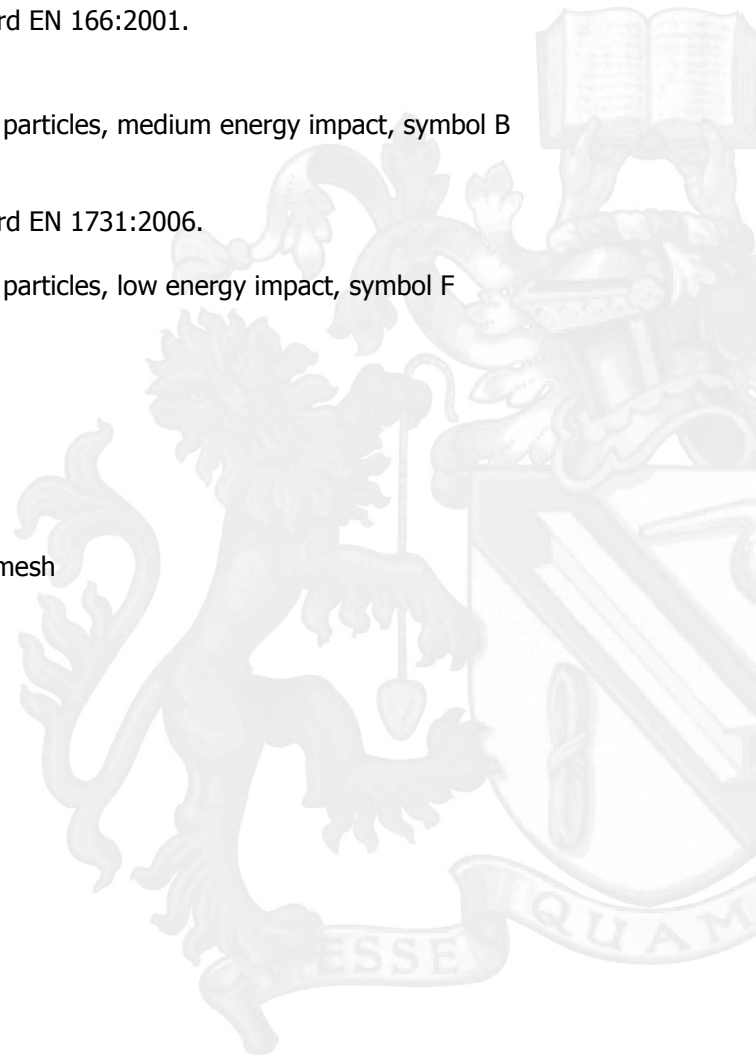 rd EN 166:2001.
particles, medium energy impact, symbol B
rd EN 1731:2006.
particles, low energy impact, symbol F
mesh
ESSE QUAM